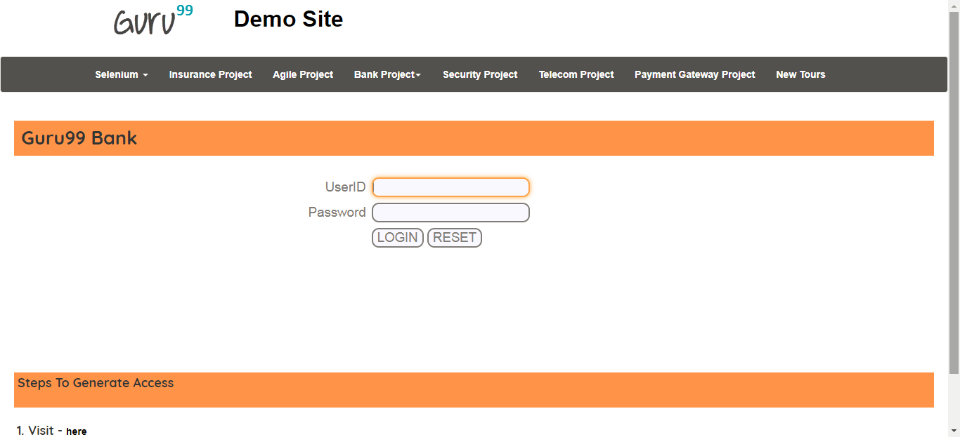 Guru99 Demo Site
Selenium Insurance Project Agile Project Bank Project Security Project Telecom Project Payment Gateway Project New Tours
Guru99 Bank
UserID
Password
LOGIN RESET
Steps To Generate Access
1. Visit - here